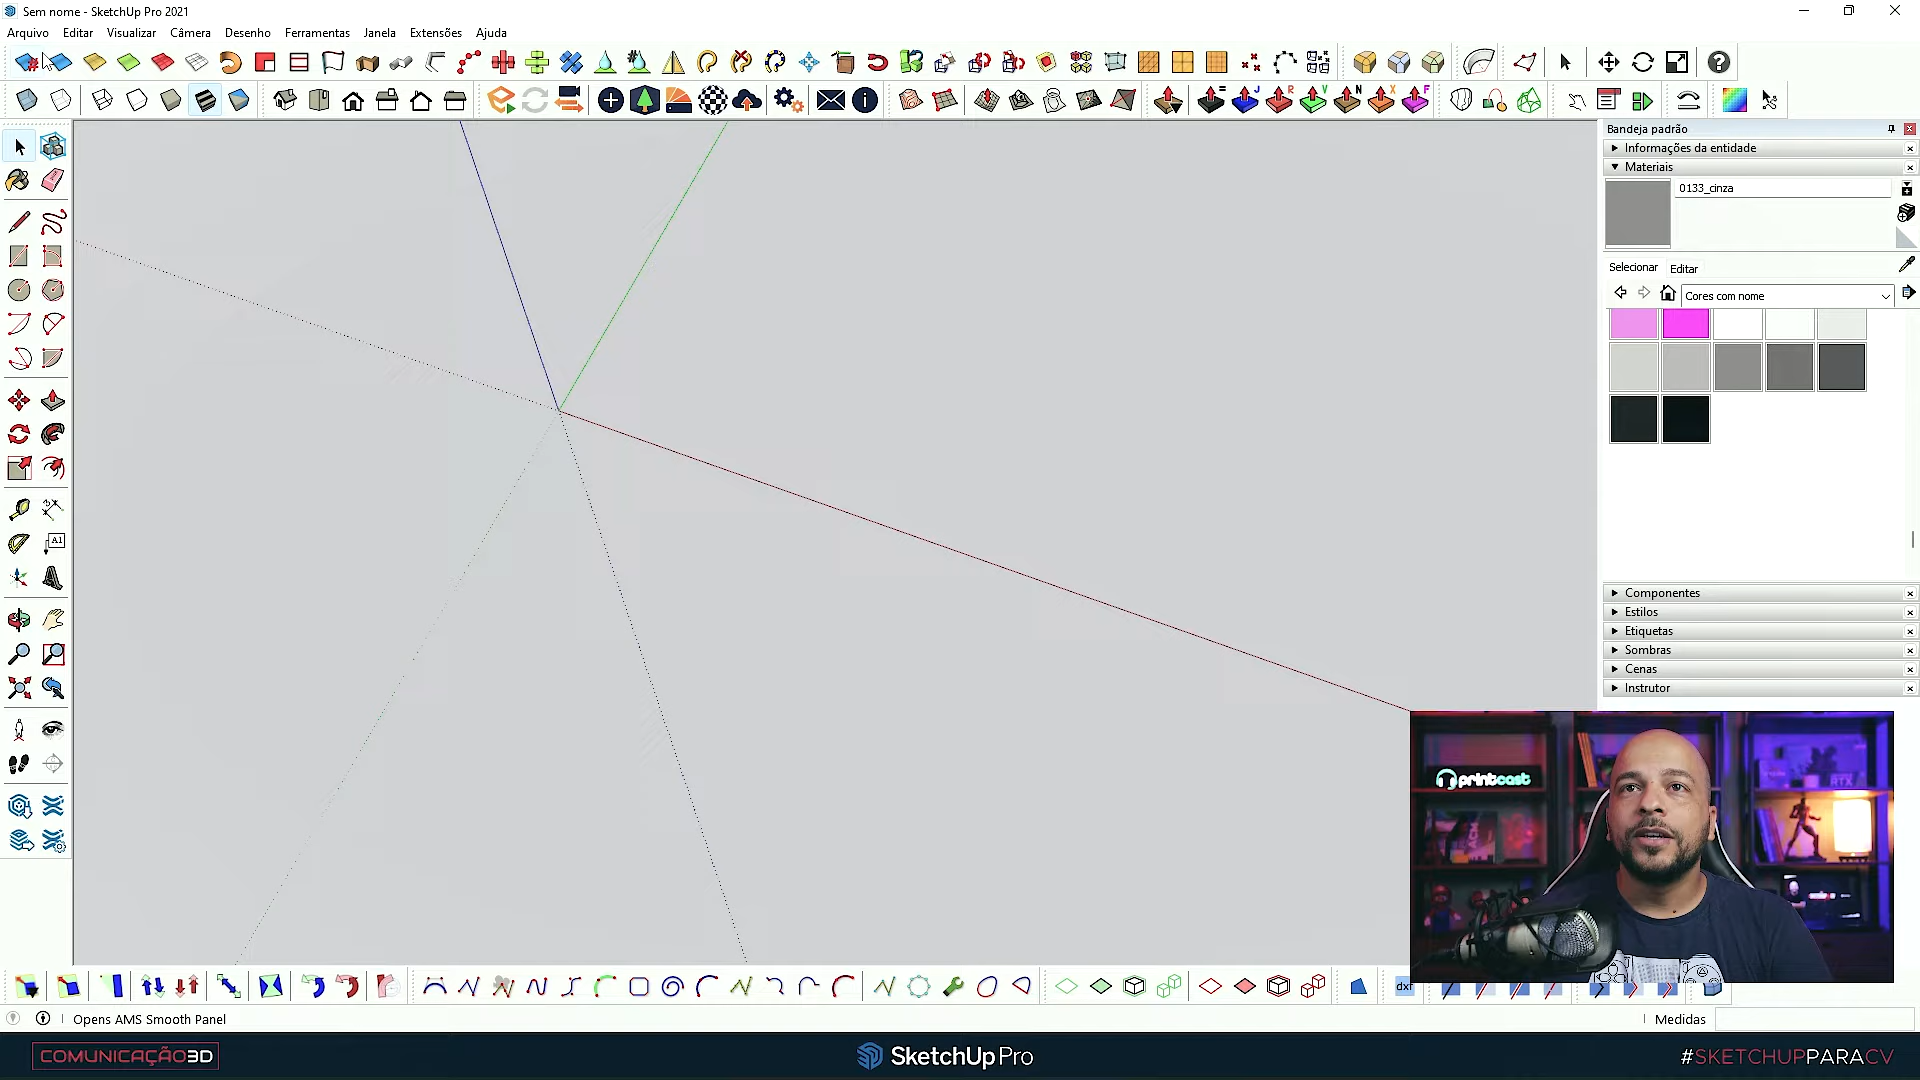 Sem nome - SketchUp Pro 2021
Arquivo Editar Visualizar Câmera Desenho Ferramentas Janela Extensões Ajuda
Bandeja padrão
Informações da entidade
Materiais
0133_cinza
Selecionar Editar
Cores com nome
Componentes
Estilos
Etiquetas
Sombras
Cenas
Instrutor
printcast
RTX
dxf
Opens AMS Smooth Panel
Medidas
COMUNICAÇÃO3D
SketchUp Pro
#SKETCHUPPARACV